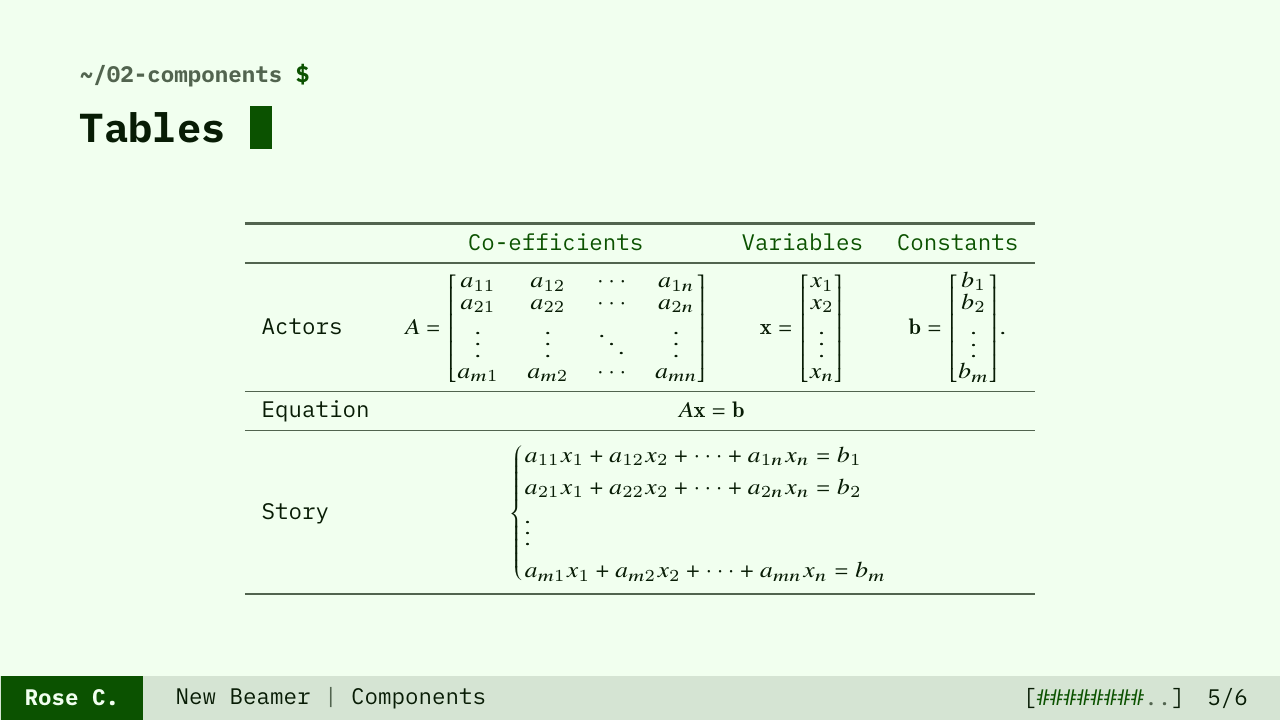 ~/02-components $
Tables
Co-efficients Variables Constants
Actors A = [a₁₁ a₁₂ ⋯ a₁ₙ x = [x₁ b = [b₁
a₂₁ a₂₂ ⋯ a₂ₙ x₂ b₂
⋮ ⋮ ⋱ ⋮ ⋮ ⋮
aₘ₁ aₘ₂ ⋯ aₘₙ] xₙ] bₘ].
Equation Ax = b
Story { a₁₁x₁ + a₁₂x₂ + ⋯ + a₁ₙxₙ = b₁
a₂₁x₁ + a₂₂x₂ + ⋯ + a₂ₙxₙ = b₂
⋮
aₘ₁x₁ + aₘ₂x₂ + ⋯ + aₘₙxₙ = bₘ
Rose C. New Beamer | Components [########..] 5/6